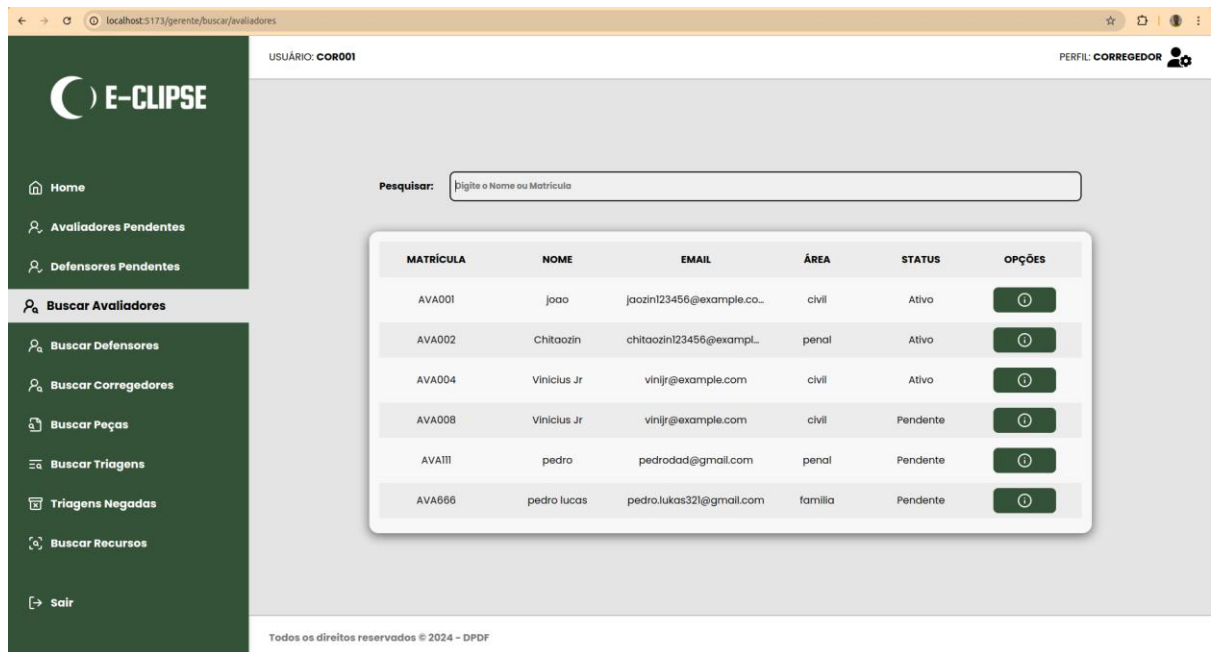 localhost:5173/gerente/buscar/avaliadores
USUÁRIO: COR001
PERFIL: CORREGEDOR
E-CLIPSE
Home
Avaliadores Pendentes
Defensores Pendentes
Buscar Avaliadores
Buscar Defensores
Buscar Corregedores
Buscar Peças
Buscar Triagens
Triagens Negadas
Buscar Recursos
Sair
Pesquisar: Digite o Nome ou Matrícula
MATRÍCULA NOME EMAIL ÁREA STATUS OPÇÕES
AVA001 joao jaozin123456@example.co... civil Ativo
AVA002 Chitaozin chitaozin123456@exampl... penal Ativo
AVA004 Vinicius Jr vinijr@example.com civil Ativo
AVA008 Vinicius Jr vinijr@example.com civil Pendente
AVA111 pedro pedrodad@gmail.com penal Pendente
AVA666 pedro lucas pedro.lukas321@gmail.com familia Pendente
Todos os direitos reservados © 2024 - DPDF